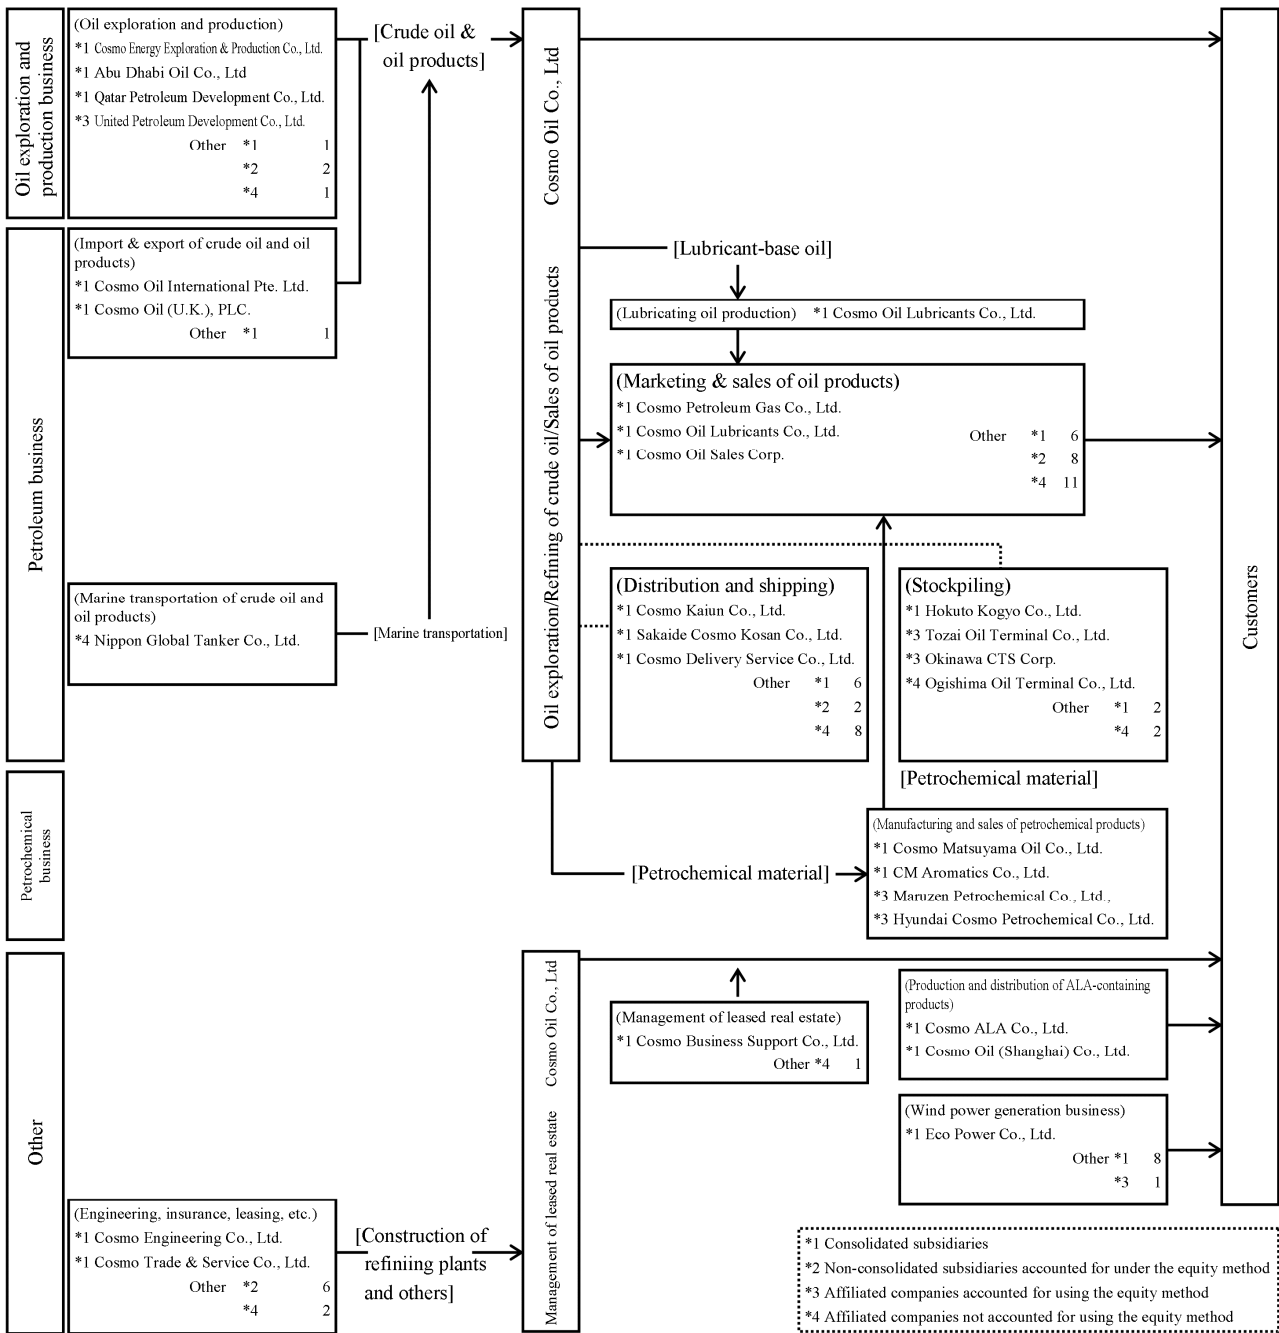 Oil exploration and
production business
(Oil exploration and production)
*1 Cosmo Energy Exploration & Production Co., Ltd.
*1 Abu Dhabi Oil Co., Ltd
*1 Qatar Petroleum Development Co., Ltd.
*3 United Petroleum Development Co., Ltd.
Other *1 1
*2 2
*4 1
[Crude oil &
oil products]
Petroleum business
(Import & export of crude oil and oil
products)
*1 Cosmo Oil International Pte. Ltd.
*1 Cosmo Oil (U.K.), PLC.
Other *1 1
(Marine transportation of crude oil and
oil products)
*4 Nippon Global Tanker Co., Ltd.
[Marine transportation]
Oil exploration/Refining of crude oil/Sales of oil products Cosmo Oil Co., Ltd
[Lubricant-base oil]
(Lubricating oil production) *1 Cosmo Oil Lubricants Co., Ltd.
(Marketing & sales of oil products)
*1 Cosmo Petroleum Gas Co., Ltd.
*1 Cosmo Oil Lubricants Co., Ltd.
*1 Cosmo Oil Sales Corp.
Other *1 6
*2 8
*4 11
(Distribution and shipping)
*1 Cosmo Kaiun Co., Ltd.
*1 Sakaide Cosmo Kosan Co., Ltd.
*1 Cosmo Delivery Service Co., Ltd.
Other *1 6
*2 2
*4 8
(Stockpiling)
*1 Hokuto Kogyo Co., Ltd.
*3 Tozai Oil Terminal Co., Ltd.
*3 Okinawa CTS Corp.
*4 Ogishima Oil Terminal Co., Ltd.
Other *1 2
*4 2
Customers
Petrochemical
business
[Petrochemical material]
[Petrochemical material]
(Manufacturing and sales of petrochemical products)
*1 Cosmo Matsuyama Oil Co., Ltd.
*1 CM Aromatics Co., Ltd.
*3 Maruzen Petrochemical Co., Ltd.,
*3 Hyundai Cosmo Petrochemical Co., Ltd.
Other
(Engineering, insurance, leasing, etc.)
*1 Cosmo Engineering Co., Ltd.
*1 Cosmo Trade & Service Co., Ltd.
Other *2 6
*4 2
[Construction of
refiining plants
and others]
Management of leased real estate Cosmo Oil Co., Ltd
(Management of leased real estate)
*1 Cosmo Business Support Co., Ltd.
Other *4 1
(Production and distribution of ALA-containing
products)
*1 Cosmo ALA Co., Ltd.
*1 Cosmo Oil (Shanghai) Co., Ltd.
(Wind power generation business)
*1 Eco Power Co., Ltd.
Other *1 8
*3 1
*1 Consolidated subsidiaries
*2 Non-consolidated subsidiaries accounted for under the equity method
*3 Affiliated companies accounted for using the equity method
*4 Affiliated companies not accounted for using the equity method